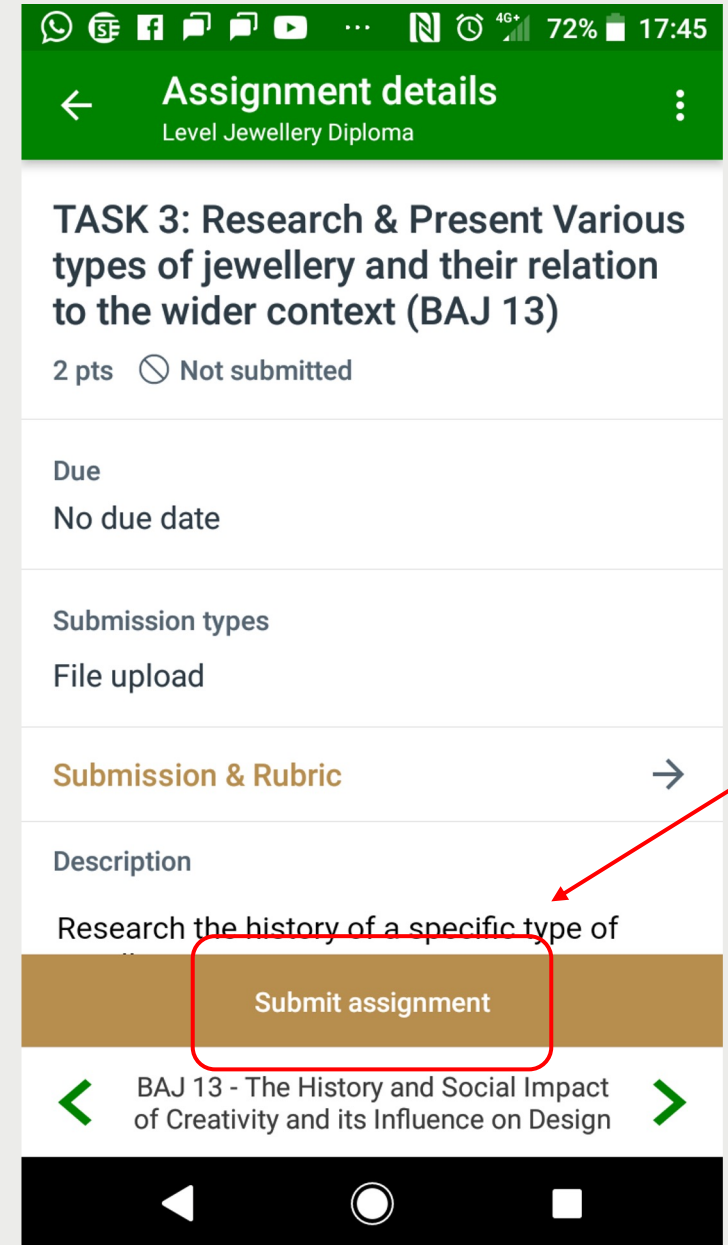 4G+ 72% 17:45
Assignment details
Level Jewellery Diploma
TASK 3: Research & Present Various
types of jewellery and their relation
to the wider context (BAJ 13)
2 pts Not submitted
Due
No due date
Submission types
File upload
Submission & Rubric
Description
Research the history of a specific type of
Submit assignment
BAJ 13 - The History and Social Impact
of Creativity and its Influence on Design